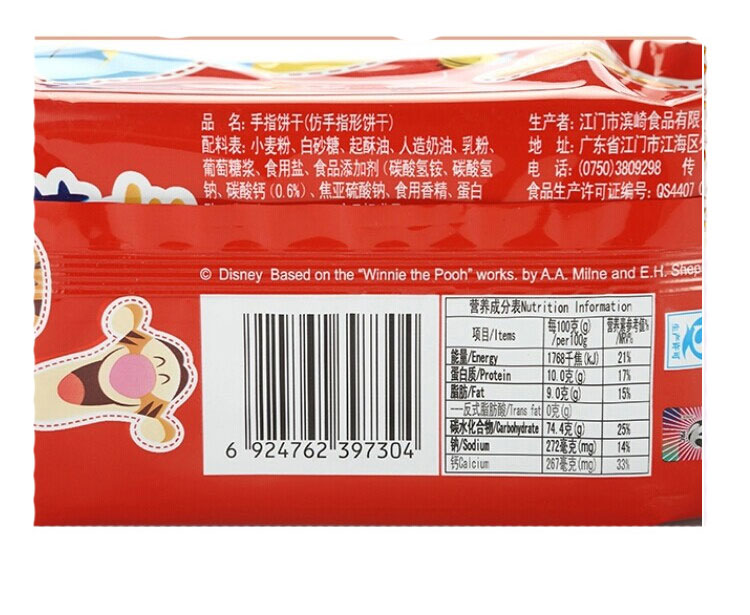 品 名: 手指饼干(仿手指形饼干)
配料表: 小麦粉、白砂糖、起酥油、人造奶油、乳粉、
葡萄糖浆、食用盐、食品添加剂 (碳酸氢铵、碳酸氢
钠、碳酸钙 (0.6%) 、焦亚硫酸钠、食用香精、蛋白
生产者: 江门市滨崎食品有限
地 址: 广东省江门市江海区
电 话: (0750)3809298 传
食品生产许可证编号: QS4407 0
© Disney Based on the "Winnie the Pooh" works. by A.A. Milne and E.H. Shep
6 924762 397304
营养成分表Nutrition Information
项目/Items 每100克(g)/per100g 营养素参考值%/NRV%
能量/Energy 1768千焦(kJ) 21%
蛋白质/Protein 10.0克(g) 17%
脂肪/Fat 9.0克(g) 15%
---反式脂肪酸/Trans fat 0克(g)
碳水化合物/Carbohydrate 74.4克(g) 25%
钠/Sodium 272毫克(mg) 14%
钙Calcium 267毫克(mg) 33%
生产许可